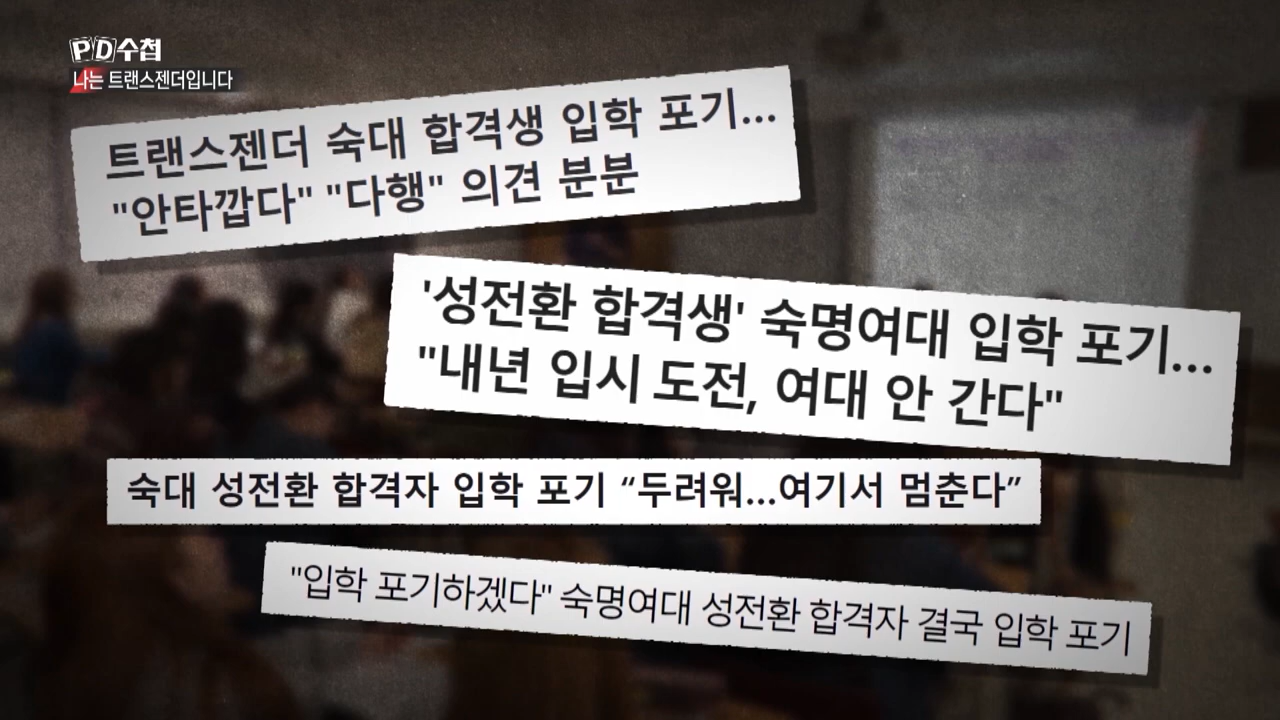 PD수첩
나는 트랜스젠더입니다
트랜스젠더 숙대 합격생 입학 포기...
"안타깝다" "다행" 의견 분분
'성전환 합격생' 숙명여대 입학 포기...
"내년 입시 도전, 여대 안 간다"
숙대 성전환 합격자 입학 포기 “두려워...여기서 멈춘다”
"입학 포기하겠다" 숙명여대 성전환 합격자 결국 입학 포기